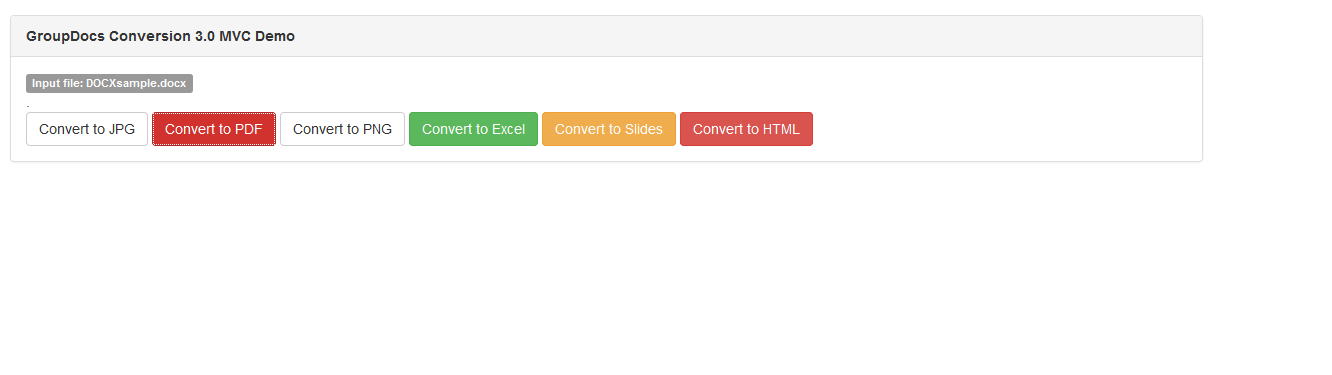 GroupDocs Conversion 3.0 MVC Demo
Input file: DOCXsample.docx
.
Convert to JPG Convert to PDF Convert to PNG Convert to Excel Convert to Slides Convert to HTML